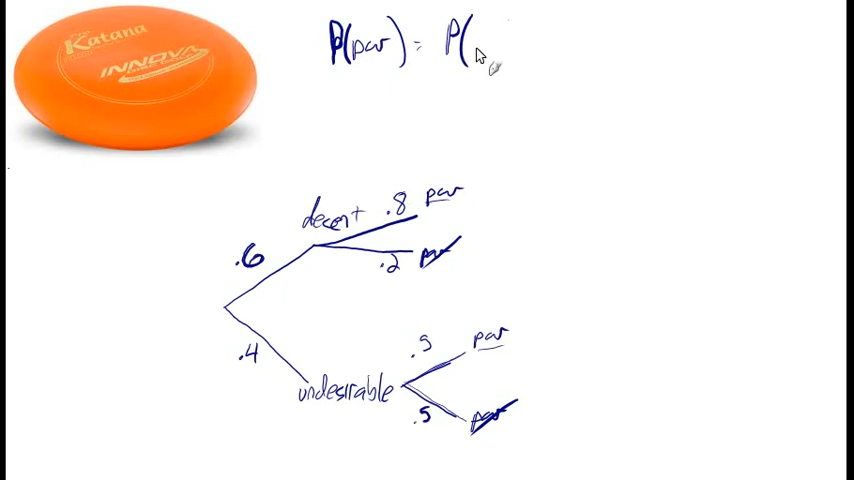 Katana
INNOVA
P(par) = P(
decent .8 par
.6
.2 par
.5 par
.4
undesirable
.5 par